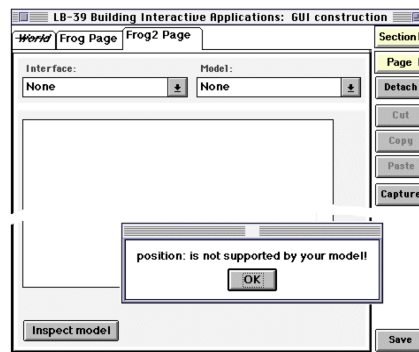 LB-39 Building Interactive Applications: GUI construction
World Frog Page Frog2 Page
Section
Page
Interface: Model:
None None
Detach
Cut
Copy
Paste
Capture
position: is not supported by your model!
OK
Inspect model
Save